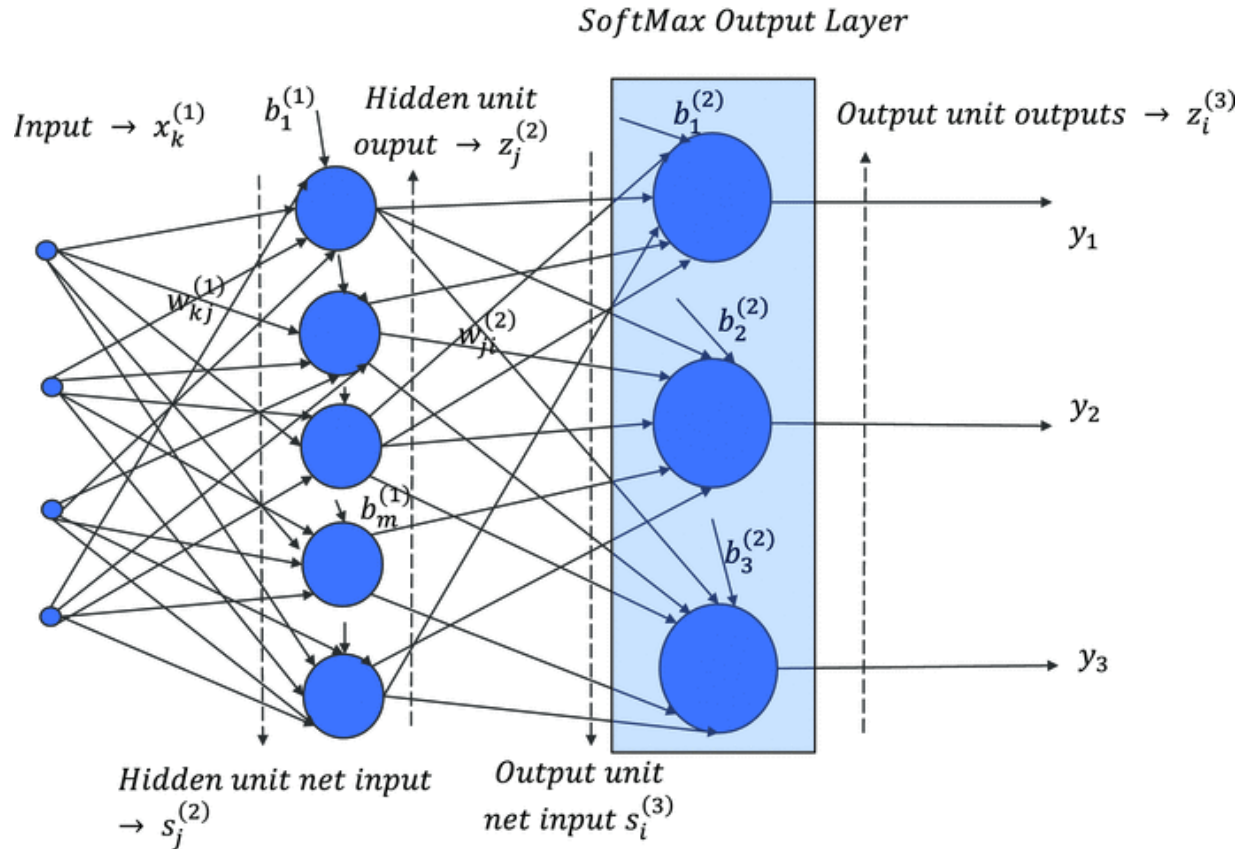 SoftMax Output Layer
Input → x_k^(1)
b_1^(1)
Hidden unit
ouput → z_j^(2)
b_1^(2)
Output unit outputs → z_i^(3)
w_kj^(1)
w_ji^(2)
y_1
b_2^(2)
y_2
b_m^(1)
b_3^(2)
y_3
Hidden unit net input
→ s_j^(2)
Output unit
net input s_i^(3)